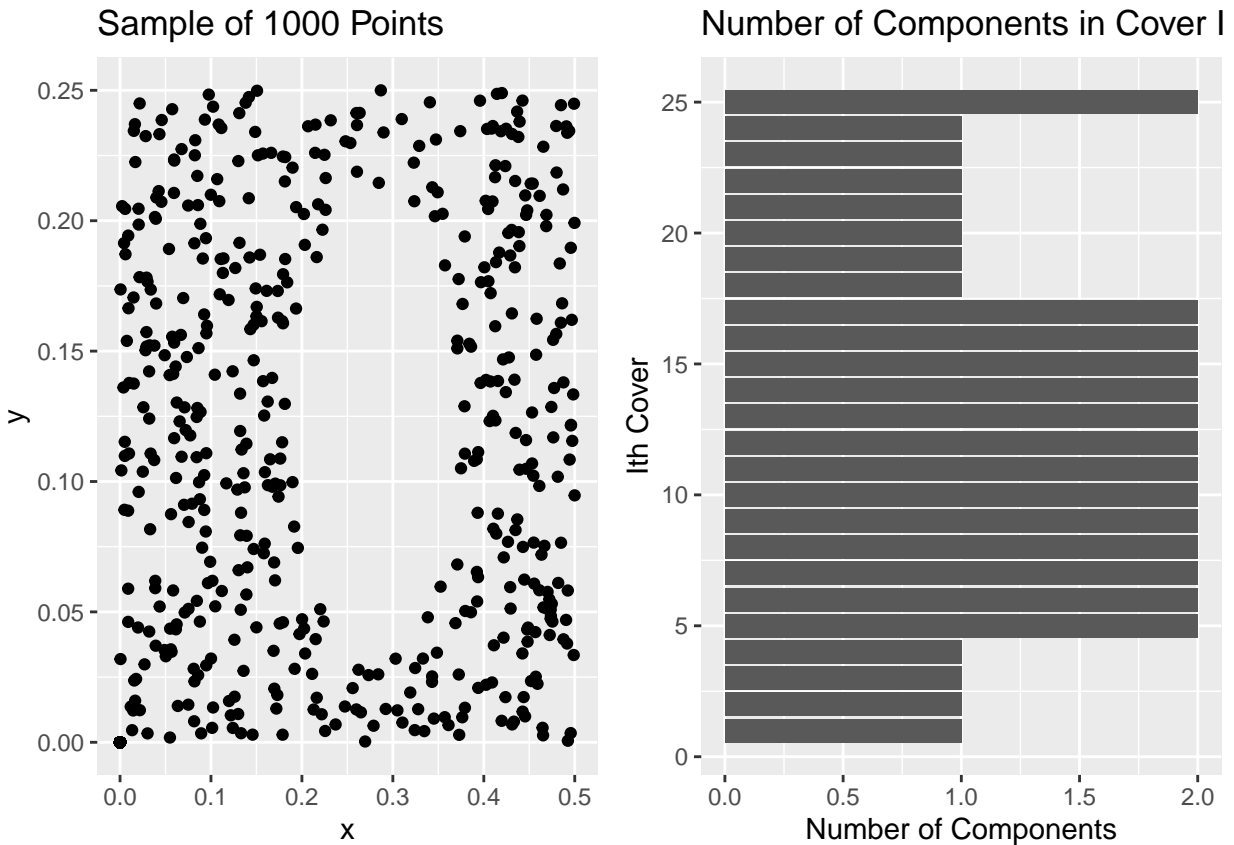 Sample of 1000 Points
0.25
0.20
0.15
0.10
0.05
0.00
y
0.0 0.1 0.2 0.3 0.4 0.5
x
Number of Components in Cover I
25
20
15
10
5
0
Ith Cover
0.0 0.5 1.0 1.5 2.0
Number of Components